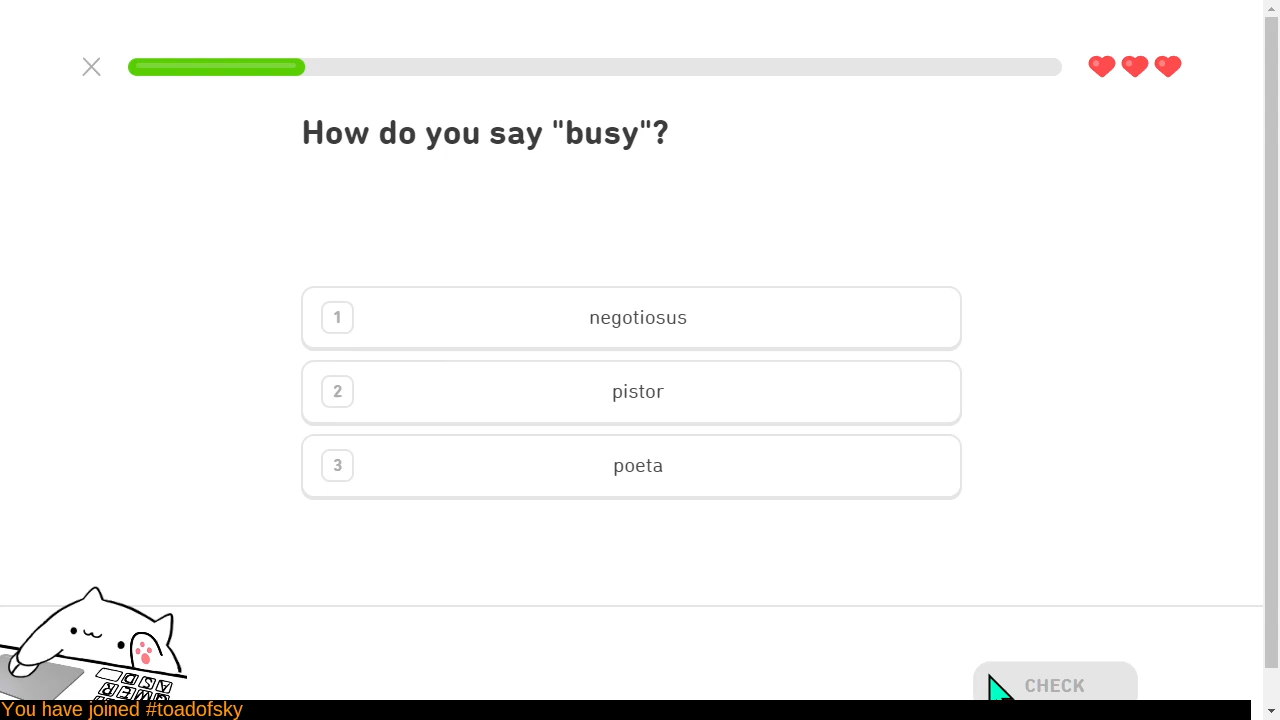 How do you say "busy"?
1 negotiosus
2 pistor
3 poeta
CHECK
You have joined #toadofsky